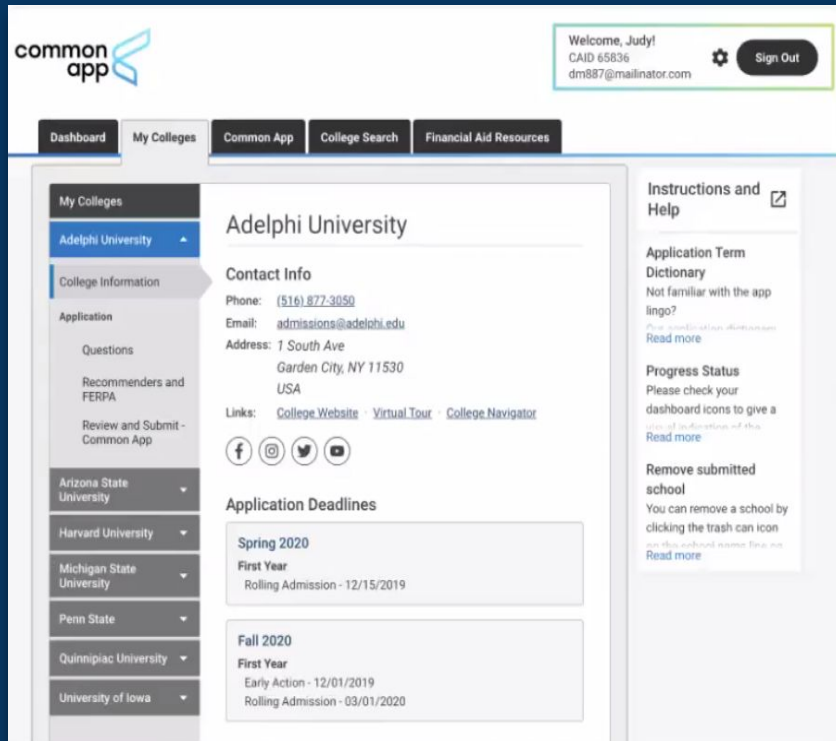 common
app
Welcome, Judy!
CAID 65836
dm887@mailinator.com
Sign Out
Dashboard
My Colleges
Common App
College Search
Financial Aid Resources
My Colleges
Adelphi University
College Information
Application
Questions
Recommenders and
FERPA
Review and Submit -
Common App
Arizona State
University
Harvard University
Michigan State
University
Penn State
Quinnipiac University
University of Iowa
Adelphi University
Contact Info
Phone: (516) 877-3050
Email: admissions@adelphi.edu
Address: 1 South Ave
Garden City, NY 11530
USA
Links: College Website · Virtual Tour · College Navigator
Application Deadlines
Spring 2020
First Year
Rolling Admission - 12/15/2019
Fall 2020
First Year
Early Action - 12/01/2019
Rolling Admission - 03/01/2020
Instructions and
Help
Application Term
Dictionary
Not familiar with the app
lingo?
Read more
Progress Status
Please check your
dashboard icons to give a
Read more
Remove submitted
school
You can remove a school by
clicking the trash can icon
Read more